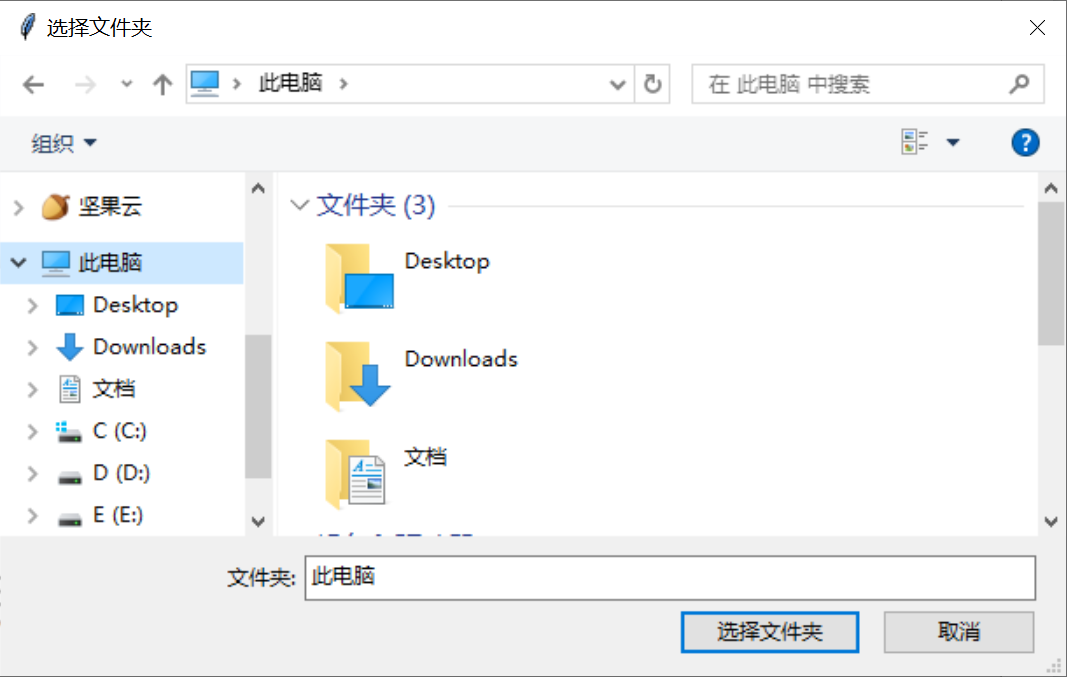 选择文件夹
此电脑
在 此电脑 中搜索
组织
?
坚果云
此电脑
Desktop
Downloads
文档
C (C:)
D (D:)
E (E:)
文件夹 (3)
Desktop
Downloads
文档
文件夹:
此电脑
选择文件夹
取消